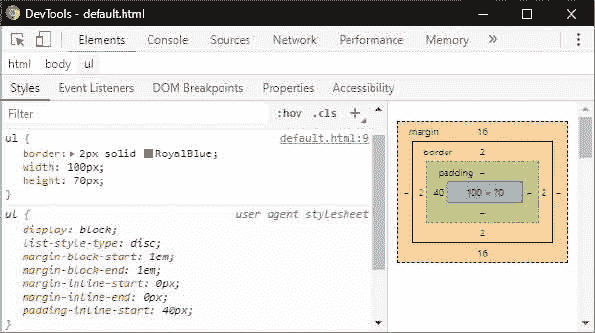 DevTools - default.html
Elements Console Sources Network Performance Memory »
html body ul
Styles Event Listeners DOM Breakpoints Properties Accessibility
Filter :hov .cls +
ul { default.html:9
border: 2px solid RoyalBlue;
width: 100px;
height: 70px;
}
ul { user agent stylesheet
display: block;
list-style-type: disc;
margin-block-start: 1em;
margin-block-end: 1em;
margin-inline-start: 0px;
margin-inline-end: 0px;
padding-inline-start: 40px;
}
margin 16
border 2
padding –
– 2 40 100 × 70 – 2 –
–
2
16